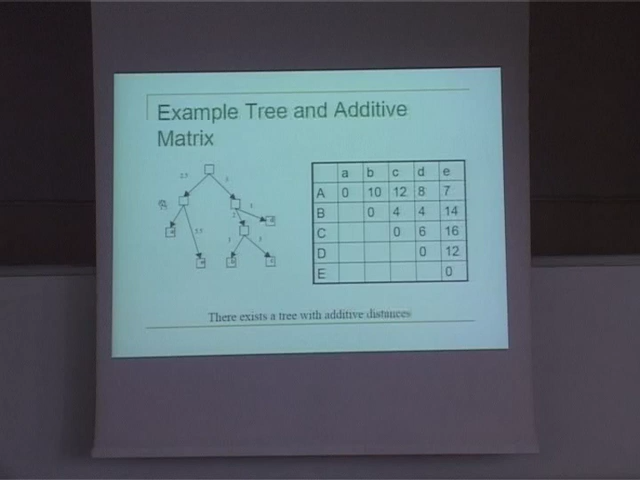 Example Tree and Additive
Matrix
a b c d e
A 0 10 12 8 7
B 0 4 4 14
C 0 6 16
D 0 12
E 0
There exists a tree with additive distances